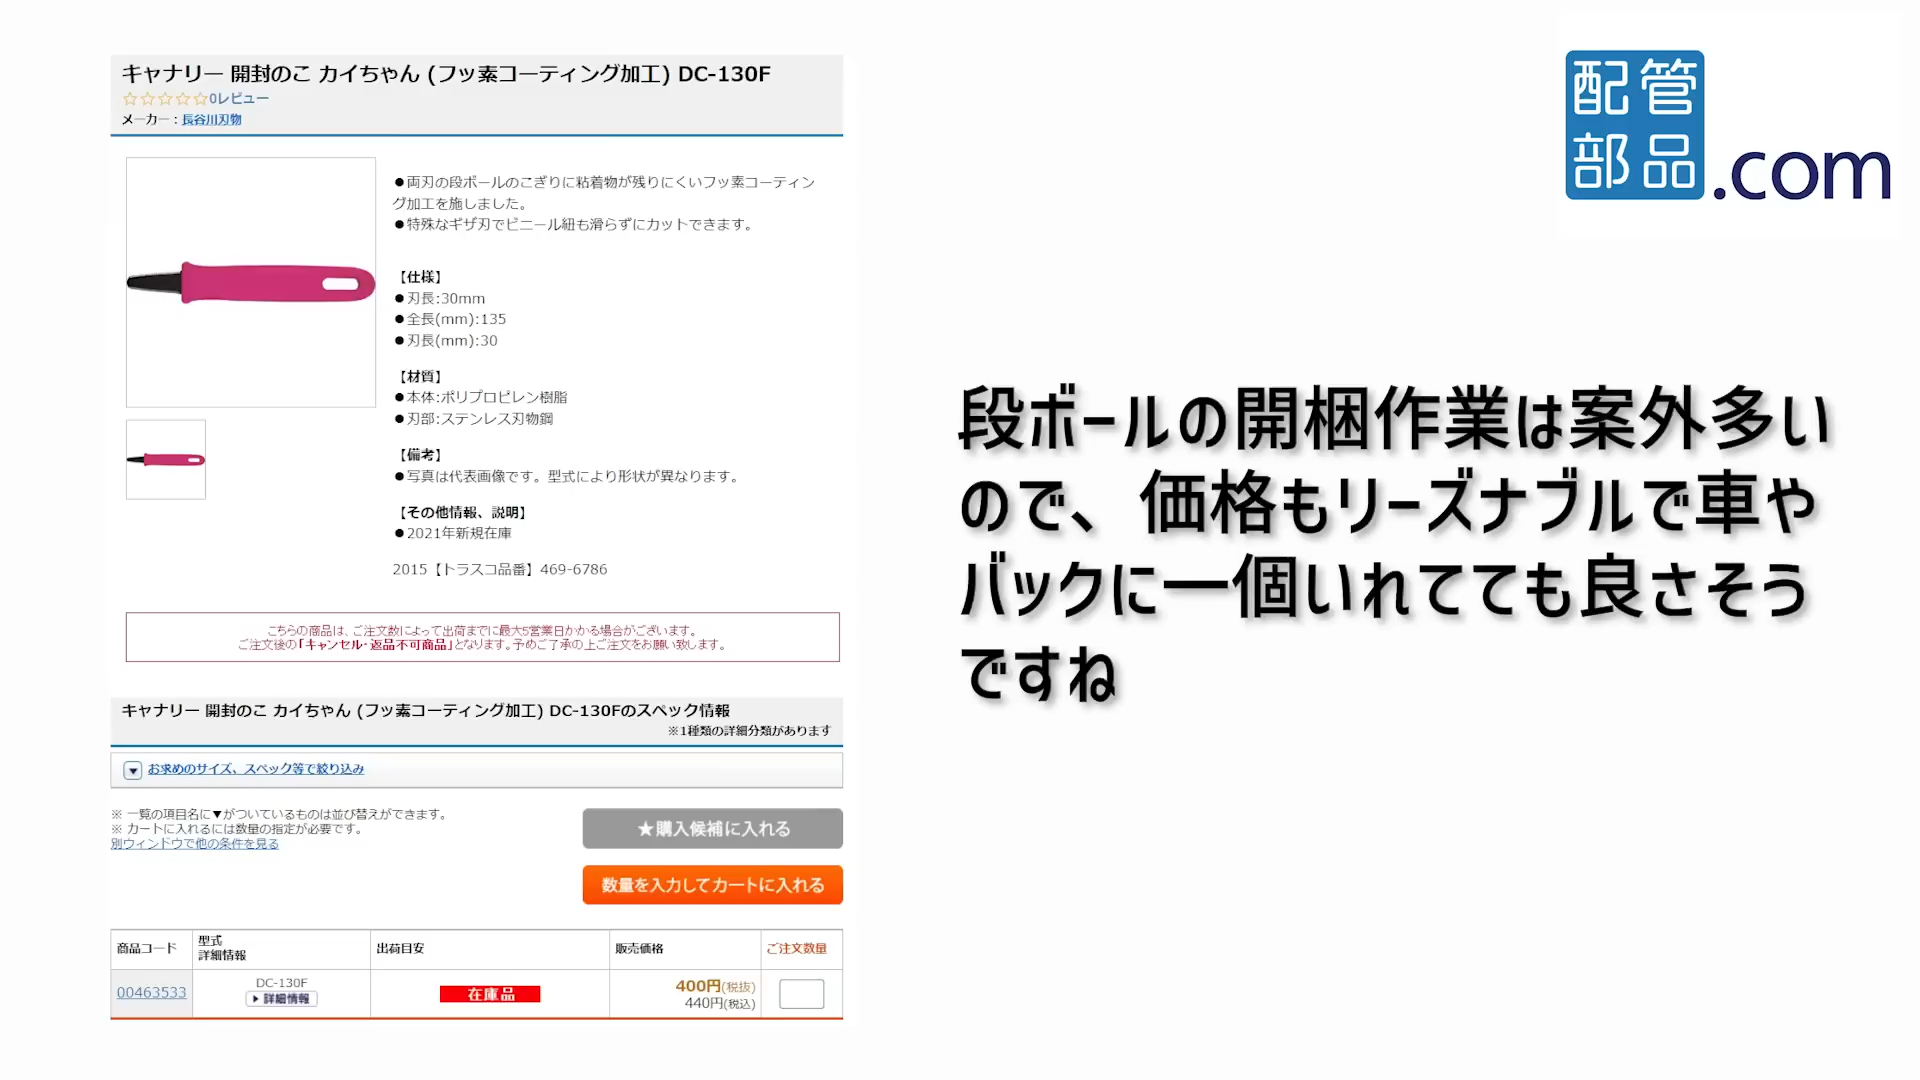 キャナリー 開封のこ カイちゃん (フッ素コーティング加工) DC-130F
☆☆☆☆☆0レビュー
メーカー：長谷川刃物
●両刃の段ボールのこぎりに粘着物が残りにくいフッ素コーティン
グ加工を施しました。
●特殊なギザ刃でビニール紐も滑らずにカットできます。
【仕様】
●刃長:30mm
●全長(mm):135
●刃長(mm):30
【材質】
●本体:ポリプロピレン樹脂
●刃部:ステンレス刃物鋼
【備考】
●写真は代表画像です。型式により形状が異なります。
【その他情報、説明】
●2021年新規在庫
2015【トラスコ品番】469-6786
こちらの商品は、ご注文数によって出荷までに最大5営業日かかる場合がございます。
ご注文後の「キャンセル・返品不可商品」となります。予めご了承の上ご注文をお願い致します。
キャナリー 開封のこ カイちゃん (フッ素コーティング加工) DC-130Fのスペック情報
※1種類の詳細分類があります
お求めのサイズ、スペック等で絞り込み
※ 一覧の項目名に▼がついているものは並び替えができます。
※ カートに入れるには数量の指定が必要です。
別ウィンドウで他の条件を見る
★購入候補に入れる
数量を入力してカートに入れる
商品コード 型式 詳細情報 出荷目安 販売価格 ご注文数量
00463533 DC-130F 在庫品 400円(税抜)
▶詳細情報 440円(税込)
配管
部品.com
段ボールの開梱作業は案外多い
ので、価格もリーズナブルで車や
バックに一個いれてても良さそう
ですね